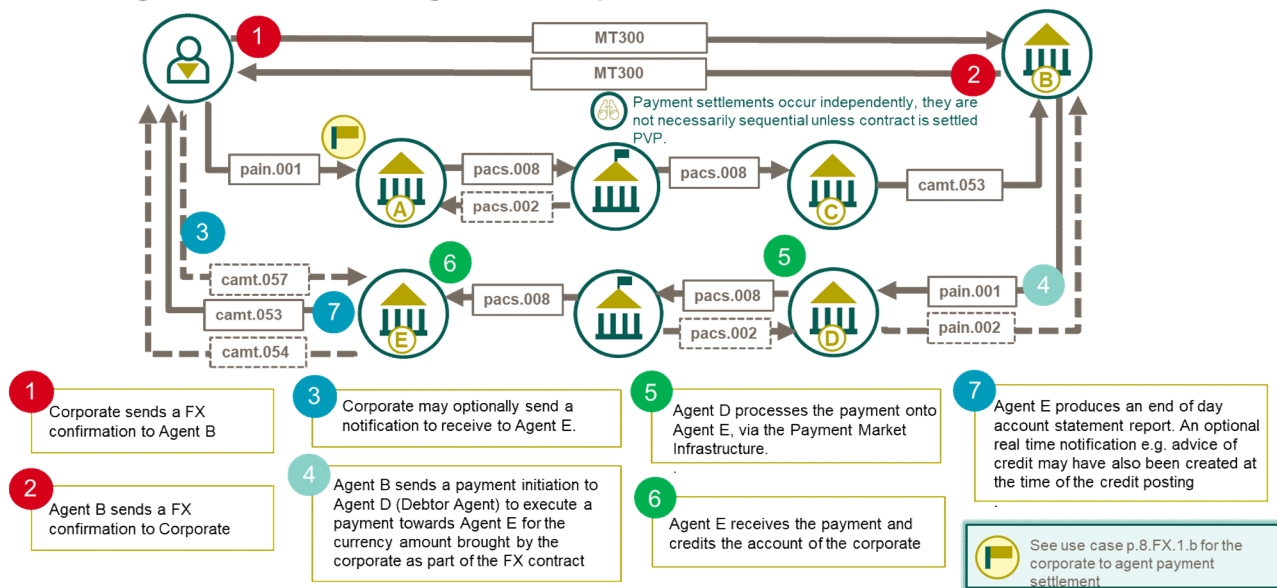 1
MT300
MT300
2
B
Payment settlements occur independently, they are
not necessarily sequential unless contract is settled
PVP.
pain.001
A
pacs.008
pacs.002
pacs.008
C
camt.053
3
camt.057
camt.053
7
camt.054
6
E
pacs.008
pacs.008
pacs.002
5
D
pain.001
pain.002
4
1
Corporate sends a FX
confirmation to Agent B
2
Agent B sends a FX
confirmation to Corporate
3
Corporate may optionally send a
notification to receive to Agent E.
4
Agent B sends a payment initiation to
Agent D (Debtor Agent) to execute a
payment towards Agent E for the
currency amount brought by the
corporate as part of the FX contract
5
Agent D processes the payment onto
Agent E, via the Payment Market
Infrastructure.
.
6
Agent E receives the payment and
credits the account of the corporate
7
Agent E produces an end of day
account statement report. An optional
real time notification e.g. advice of
credit may have also been created at
the time of the credit posting
.
See use case p.8.FX.1.b for the
corporate to agent payment
settlement